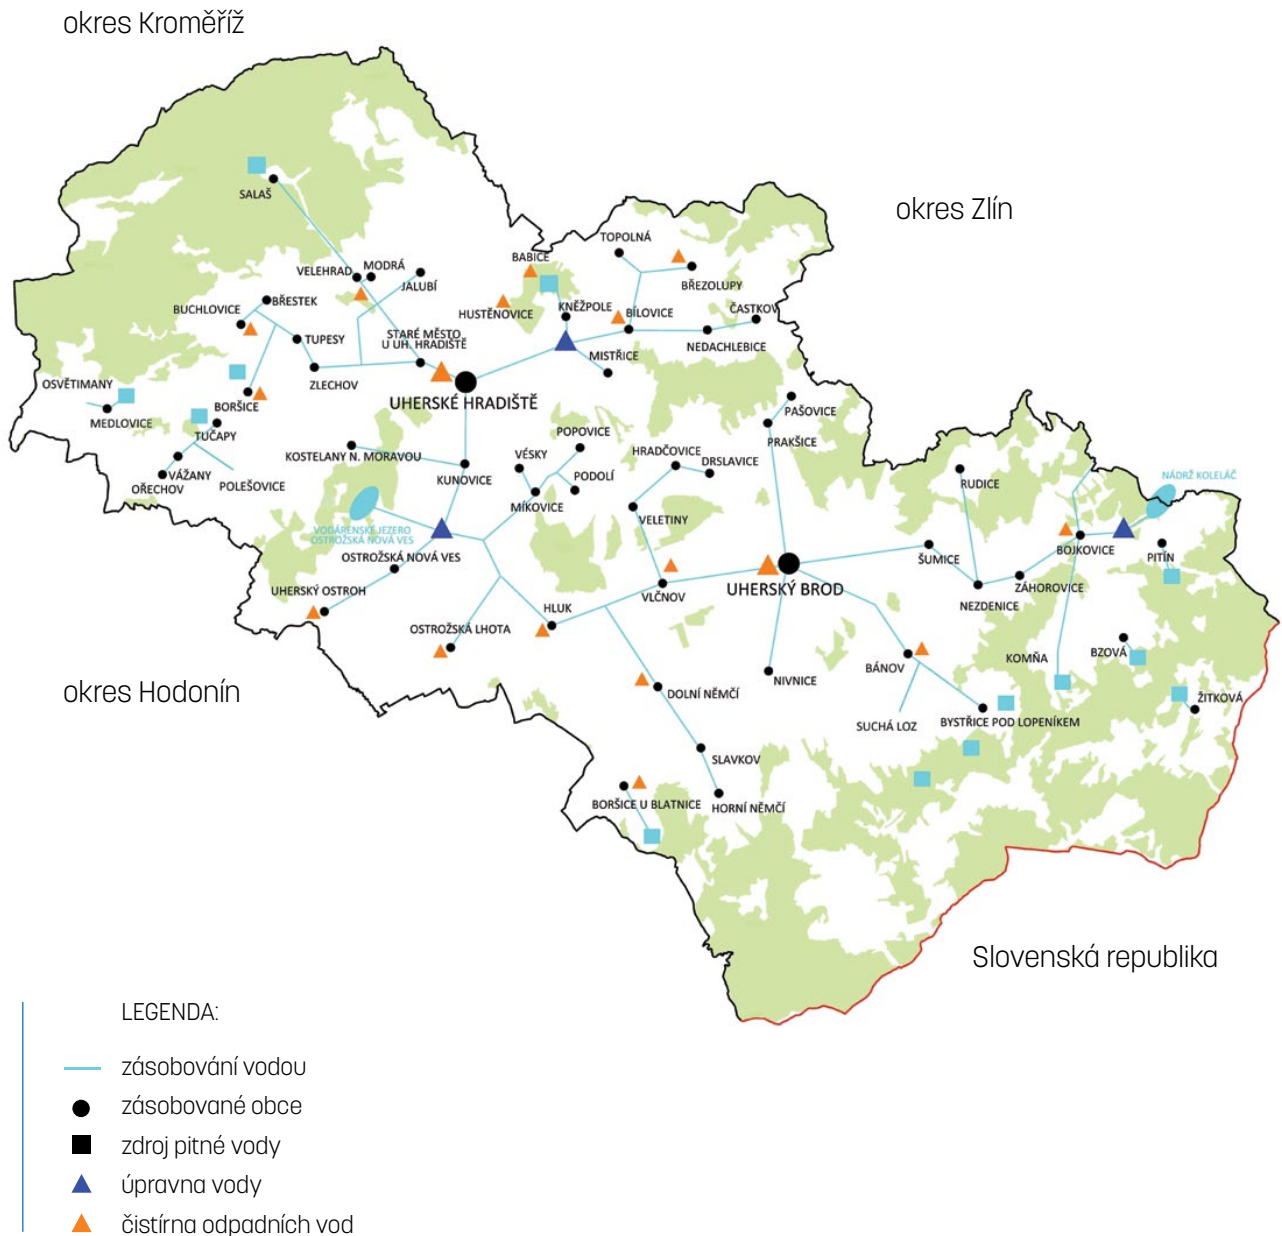 okres Kroměříž
okres Zlín
SALAŠ
TOPOLNÁ
BABICE
MODRÁ
VELEHRAD
JALUBÍ
BŘEZOLUPY
BŘESTEK
BUCHLOVICE
HUSTĚNOVICE
KNĚŽPOLE
BÍLOVICE
ČASTKOV
TUPESY
STARÉ MĚSTO
U UH. HRADIŠTĚ
NEDACHLEBICE
MISTŘICE
OSVĚTIMANY
ZLECHOV
BORŠICE
UHERSKÉ HRADIŠTĚ
MEDLOVICE
PAŠOVICE
TUČAPY
POPOVICE
PRAKŠICE
KOSTELANY N. MORAVOU
VÉSKY
HRADČOVICE
DRSLAVICE
VÁŽANY
KUNOVICE
PODOLÍ
NÁDRŽ KOLELÁČ
OŘECHOV
POLEŠOVICE
RUDICE
MÍKOVICE
VELETINY
VODÁRENSKÉ JEZERO
OSTROŽSKÁ NOVÁ VES
OSTROŽSKÁ NOVÁ VES
BOJKOVICE
PITÍN
ŠUMICE
UHERSKÝ OSTROH
VLČNOV
UHERSKÝ BROD
ZÁHOROVICE
HLUK
NEZDENICE
OSTROŽSKÁ LHOTA
KOMŇA
BZOVÁ
BÁNOV
NIVNICE
okres Hodonín
DOLNÍ NĚMČÍ
ŽITKOVÁ
SUCHÁ LOZ
BYSTŘICE POD LOPENÍKEM
SLAVKOV
BORŠICE U BLATNICE
HORNÍ NĚMČÍ
Slovenská republika
LEGENDA:
zásobování vodou
zásobované obce
zdroj pitné vody
úpravna vody
čistírna odpadních vod